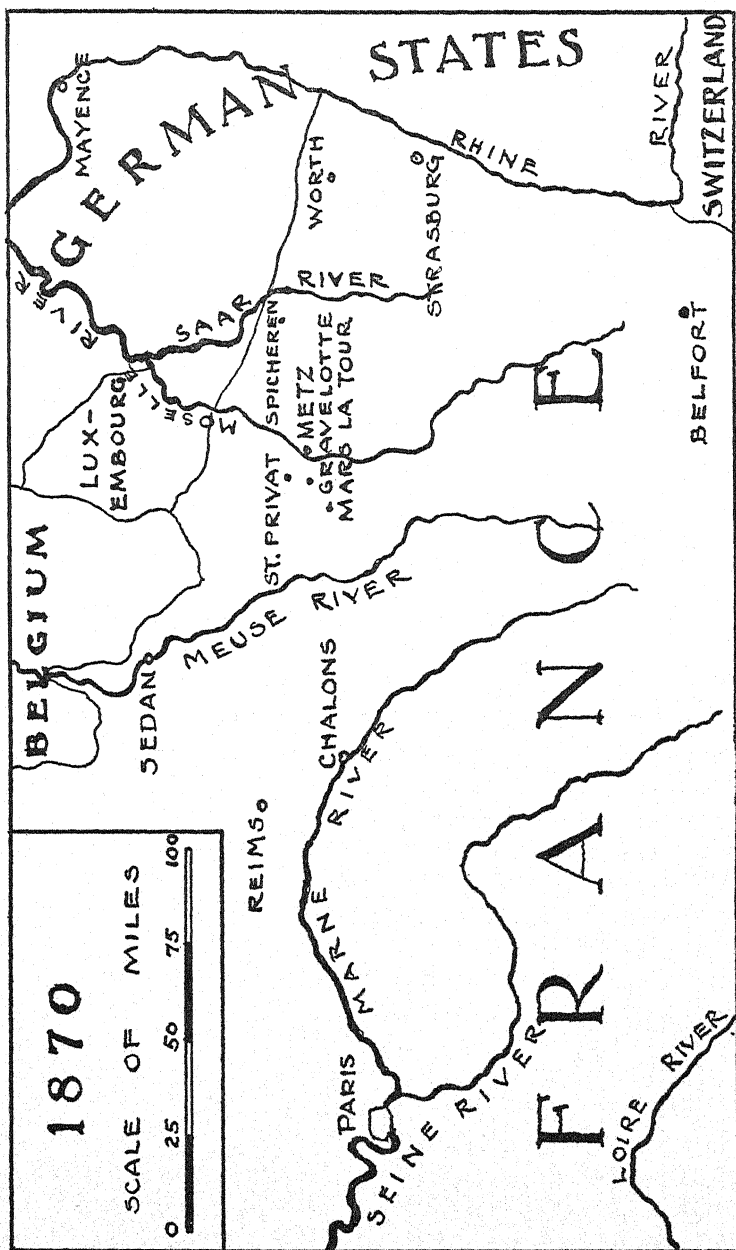 1870
SCALE OF MILES
0 25 50 75 100
BELGIUM
LUX-
EMBOURG
GERMAN
STATES
MAYENCE
MOSELLE RIVER
SAAR RIVER
SEDAN
MEUSE RIVER
REIMS
ST. PRIVAT
SPICHEREN
WORTH
METZ
GRAVELOTTE
MARS LA TOUR
CHALONS
PARIS
MARNE RIVER
STRASBURG
RHINE
RIVER
SEINE RIVER
FRANCE
LOIRE RIVER
BELFORT
SWITZERLAND